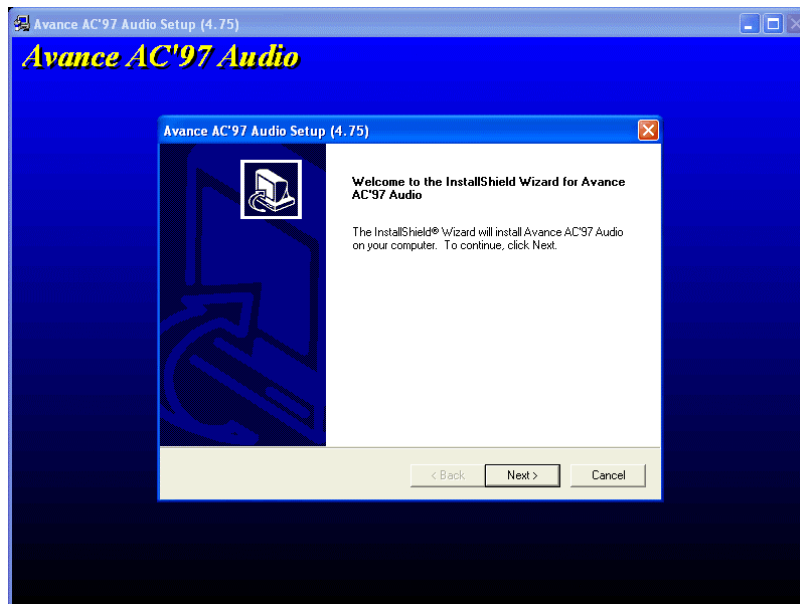 Avance AC'97 Audio Setup (4.75)
Avance AC'97 Audio
Avance AC'97 Audio Setup (4.75)
Welcome to the InstallShield Wizard for Avance
AC'97 Audio
The InstallShield® Wizard will install Avance AC'97 Audio
on your computer. To continue, click Next.
< Back
Next >
Cancel